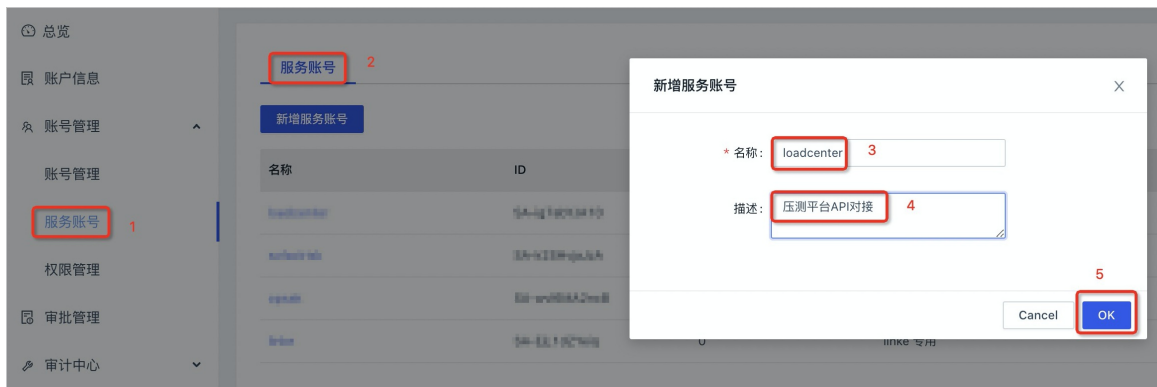 总览
账户信息
账号管理
账号管理
服务账号 1
权限管理
审批管理
审计中心
服务账号 2
新增服务账号
名称 ID
0 linke 专用
新增服务账号
* 名称: loadcenter 3
描述: 压测平台API对接 4
5
Cancel OK